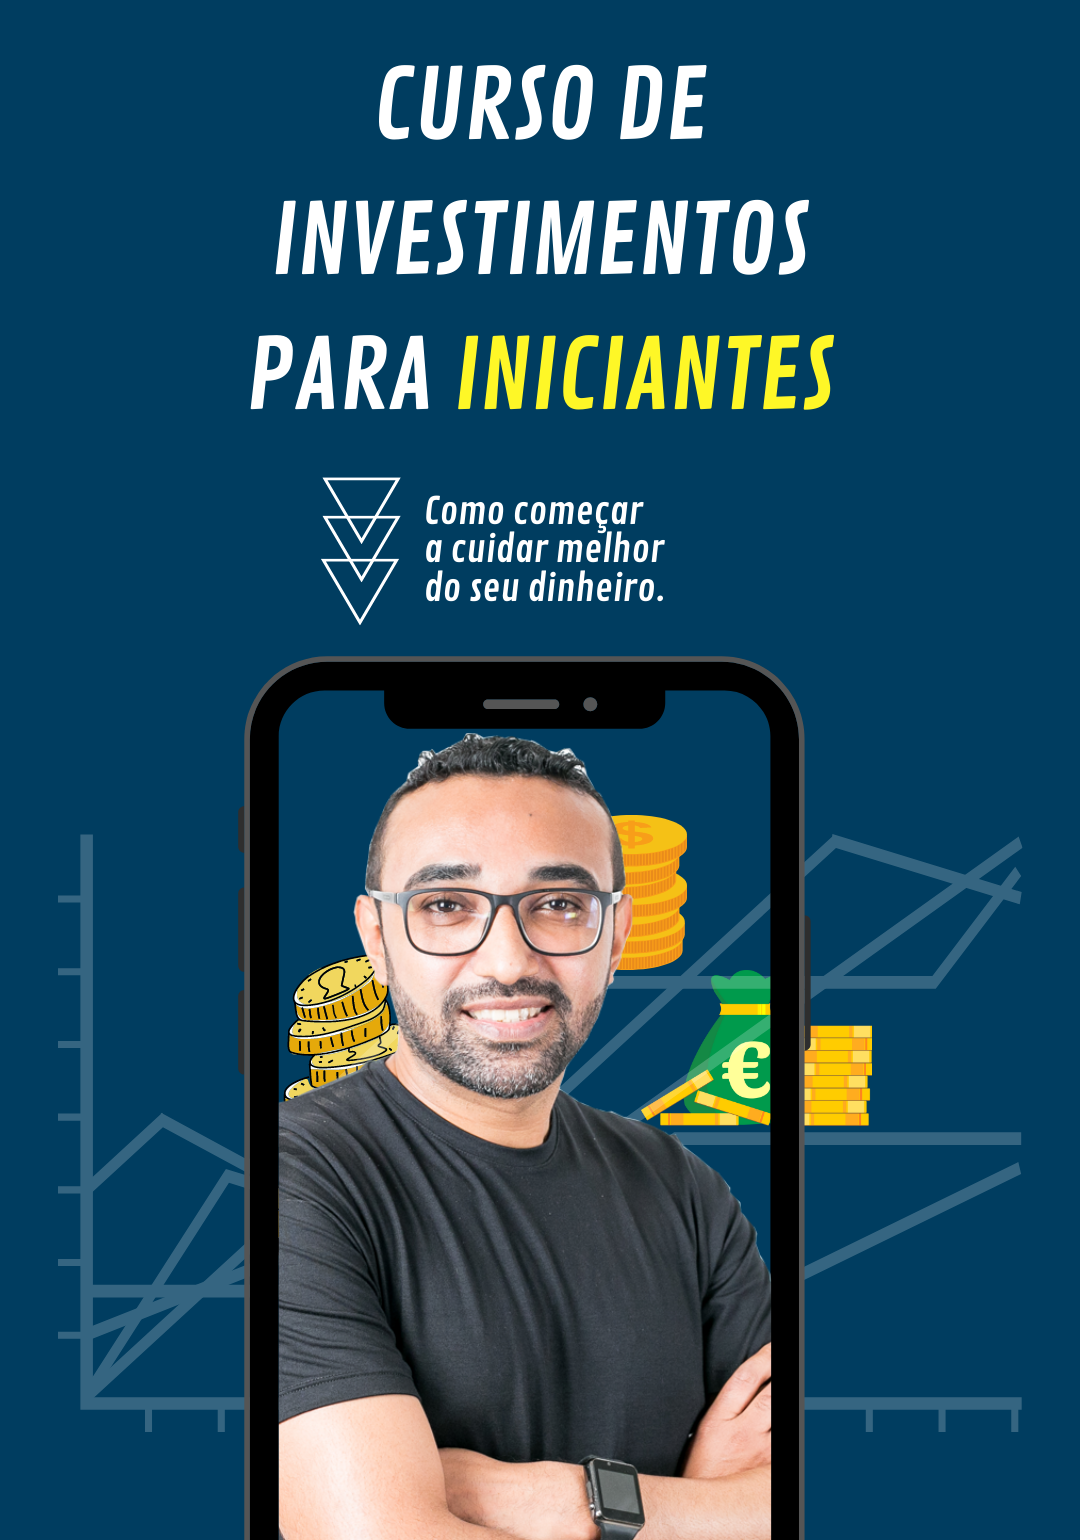 CURSO DE
INVESTIMENTOS
PARA INICIANTES
Como começar
a cuidar melhor
do seu dinheiro.
$
€